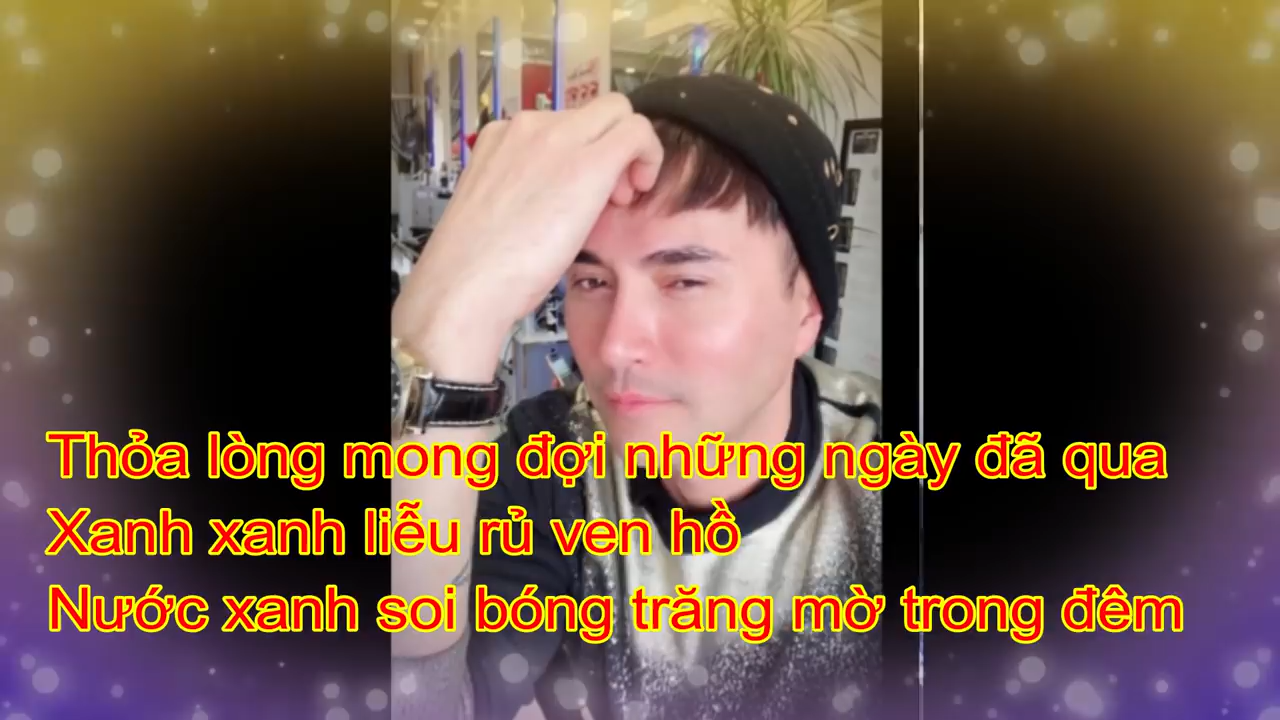 Thỏa lòng mong đợi những ngày đã qua
Xanh xanh liễu rủ ven hồ
Nước xanh soi bóng trăng mờ trong đêm